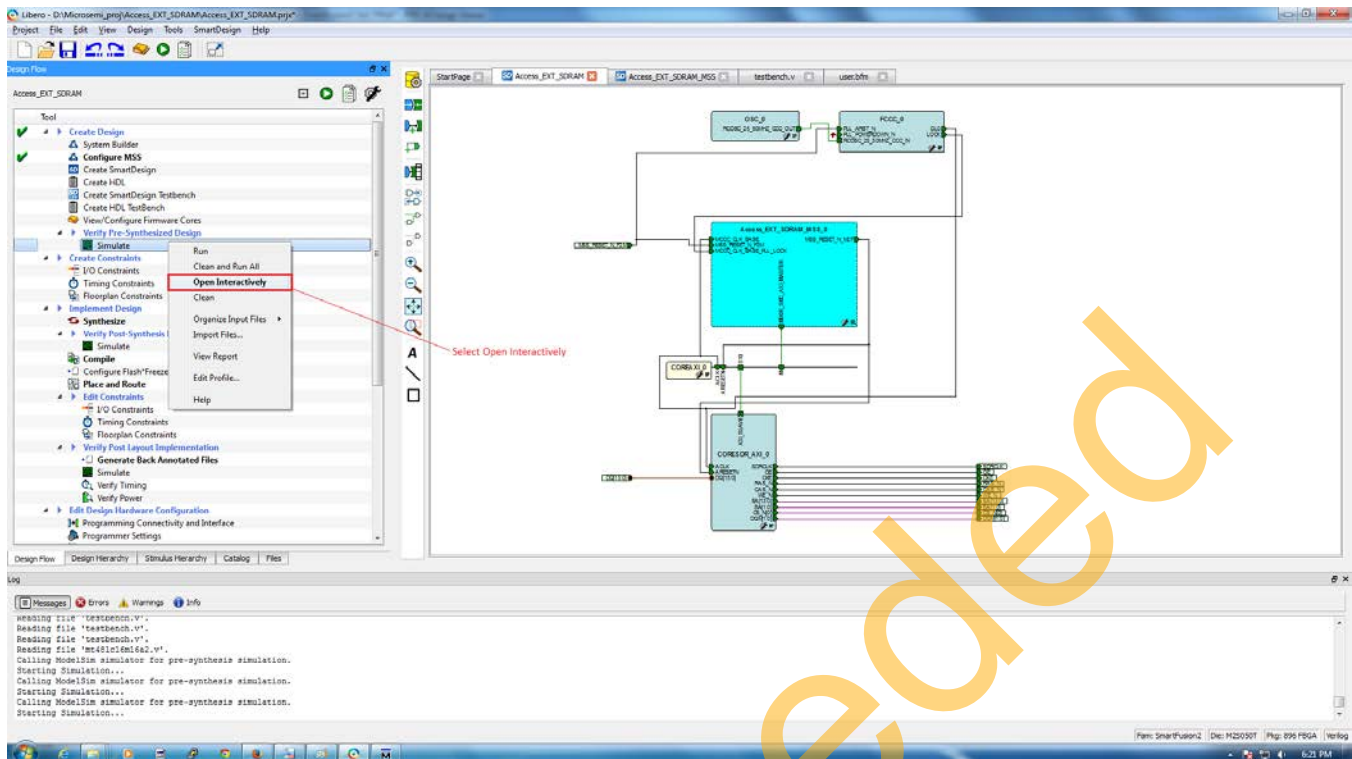 Libero - D:\Microsemi_proj\Access_EXT_SDRAM\Access_EXT_SDRAM.prjx*
Project File Edit View Design Tools SmartDesign Help
Design Flow
StartPage Access_EXT_SDRAM Access_EXT_SDRAM_MSS testbench.v user.bfm
Access_EXT_SDRAM
Tool
Create Design
System Builder
Configure MSS
Create SmartDesign
Create HDL
Create SmartDesign Testbench
Create HDL TestBench
View/Configure Firmware Cores
Verify Pre-Synthesized Design
Simulate
Create Constraints
I/O Constraints
Timing Constraints
Floorplan Constraints
Implement Design
Synthesize
Verify Post-Synthesis
Simulate
Compile
Configure Flash*Freeze
Place and Route
Edit Constraints
I/O Constraints
Timing Constraints
Floorplan Constraints
Verify Post Layout Implementation
Generate Back Annotated Files
Simulate
Verify Timing
Verify Power
Edit Design Hardware Configuration
Programming Connectivity and Interface
Programmer Settings
Run
Clean and Run All
Open Interactively
Clean
Organize Input Files
Import Files...
View Report
Edit Profile...
Help
Select Open Interactively
A
OSC_0
FCCC_0
Access_EXT_SDRAM_MSS_0
COREAXI_0
CORESDR_AXI_0
Design Flow Design Hierarchy Stimulus Hierarchy Catalog Files
Log
Messages Errors Warnings Info
Reading file 'testbench.v'.
Reading file 'testbench.v'.
Reading file 'testbench.v'.
Reading file 'mt48lc16m16a2.v'.
Calling ModelSim simulator for pre-synthesis simulation.
Starting Simulation...
Calling ModelSim simulator for pre-synthesis simulation.
Starting Simulation...
Calling ModelSim simulator for pre-synthesis simulation.
Starting Simulation...
Fam: SmartFusion2 Die: M2S050T Pkg: 896 FBGA Verilog
6:21 PM
ded